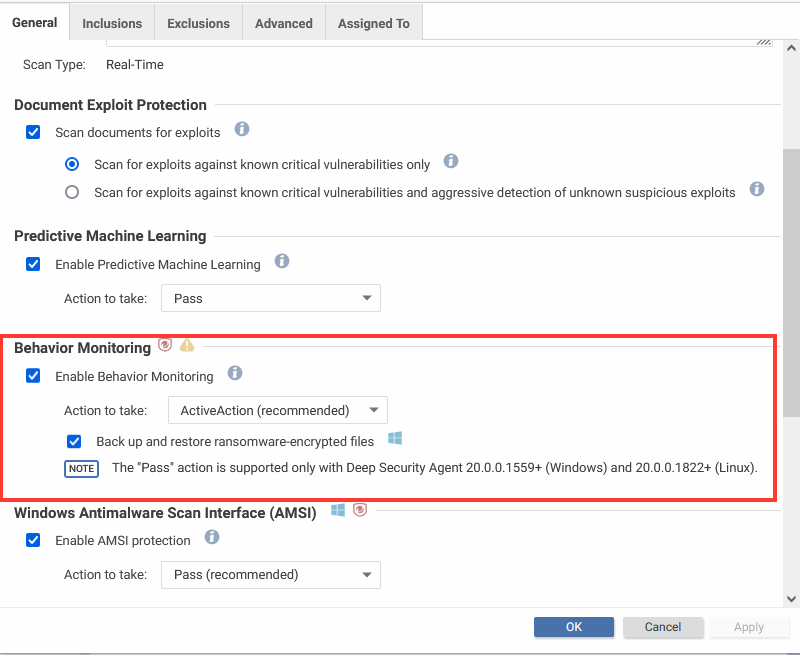 General
Inclusions
Exclusions
Advanced
Assigned To
Scan Type: Real-Time
Document Exploit Protection
Scan documents for exploits
Scan for exploits against known critical vulnerabilities only
Scan for exploits against known critical vulnerabilities and aggressive detection of unknown suspicious exploits
Predictive Machine Learning
Enable Predictive Machine Learning
Action to take: Pass
Behavior Monitoring
Enable Behavior Monitoring
Action to take: ActiveAction (recommended)
Back up and restore ransomware-encrypted files
NOTE The "Pass" action is supported only with Deep Security Agent 20.0.0.1559+ (Windows) and 20.0.0.1822+ (Linux).
Windows Antimalware Scan Interface (AMSI)
Enable AMSI protection
Action to take: Pass (recommended)
OK
Cancel
Apply